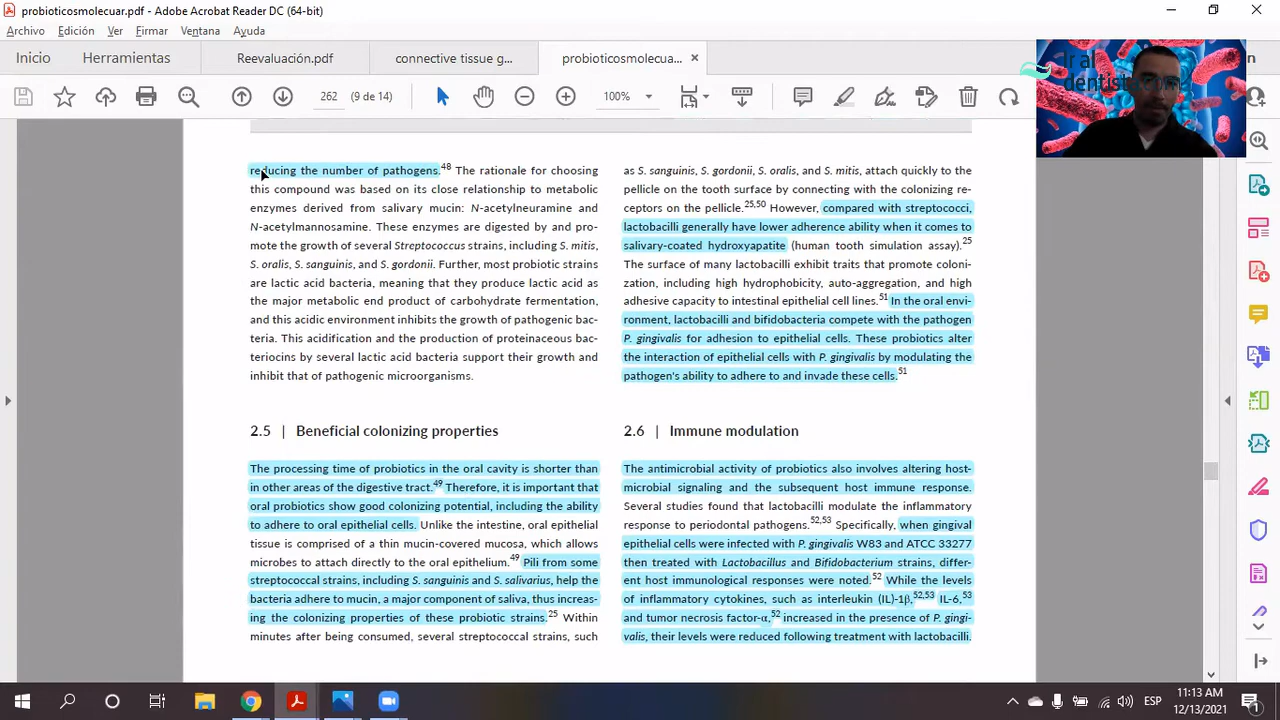 probioticosmolecuar.pdf - Adobe Acrobat Reader DC (64-bit)
Archivo Edición Ver Firmar Ventana Ayuda
Inicio Herramientas Reevaluación.pdf connective tissue g... probioticosmolecua...
262 (9 de 14) 100%
Ir al
dentista.com
reducing the number of pathogens.48 The rationale for choosing
this compound was based on its close relationship to metabolic
enzymes derived from salivary mucin: N-acetylneuramine and
N-acetylmannosamine. These enzymes are digested by and pro-
mote the growth of several Streptococcus strains, including S. mitis,
S. oralis, S. sanguinis, and S. gordonii. Further, most probiotic strains
are lactic acid bacteria, meaning that they produce lactic acid as
the major metabolic end product of carbohydrate fermentation,
and this acidic environment inhibits the growth of pathogenic bac-
teria. This acidification and the production of proteinaceous bac-
teriocins by several lactic acid bacteria support their growth and
inhibit that of pathogenic microorganisms.
2.5 | Beneficial colonizing properties
The processing time of probiotics in the oral cavity is shorter than
in other areas of the digestive tract.49 Therefore, it is important that
oral probiotics show good colonizing potential, including the ability
to adhere to oral epithelial cells. Unlike the intestine, oral epithelial
tissue is comprised of a thin mucin-covered mucosa, which allows
microbes to attach directly to the oral epithelium.49 Pili from some
streptococcal strains, including S. sanguinis and S. salivarius, help the
bacteria adhere to mucin, a major component of saliva, thus increas-
ing the colonizing properties of these probiotic strains.25 Within
minutes after being consumed, several streptococcal strains, such
as S. sanguinis, S. gordonii, S. oralis, and S. mitis, attach quickly to the
pellicle on the tooth surface by connecting with the colonizing re-
ceptors on the pellicle.25,50 However, compared with streptococci,
lactobacilli generally have lower adherence ability when it comes to
salivary-coated hydroxyapatite (human tooth simulation assay).25
The surface of many lactobacilli exhibit traits that promote coloni-
zation, including high hydrophobicity, auto-aggregation, and high
adhesive capacity to intestinal epithelial cell lines.51 In the oral envi-
ronment, lactobacilli and bifidobacteria compete with the pathogen
P. gingivalis for adhesion to epithelial cells. These probiotics alter
the interaction of epithelial cells with P. gingivalis by modulating the
pathogen's ability to adhere to and invade these cells.51
2.6 | Immune modulation
The antimicrobial activity of probiotics also involves altering host-
microbial signaling and the subsequent host immune response.
Several studies found that lactobacilli modulate the inflammatory
response to periodontal pathogens.52,53 Specifically, when gingival
epithelial cells were infected with P. gingivalis W83 and ATCC 33277
then treated with Lactobacillus and Bifidobacterium strains, differ-
ent host immunological responses were noted.52 While the levels
of inflammatory cytokines, such as interleukin (IL)-1β,52,53 IL-6,53
and tumor necrosis factor-α,52 increased in the presence of P. gingi-
valis, their levels were reduced following treatment with lactobacilli.
ESP
11:13 AM
12/13/2021